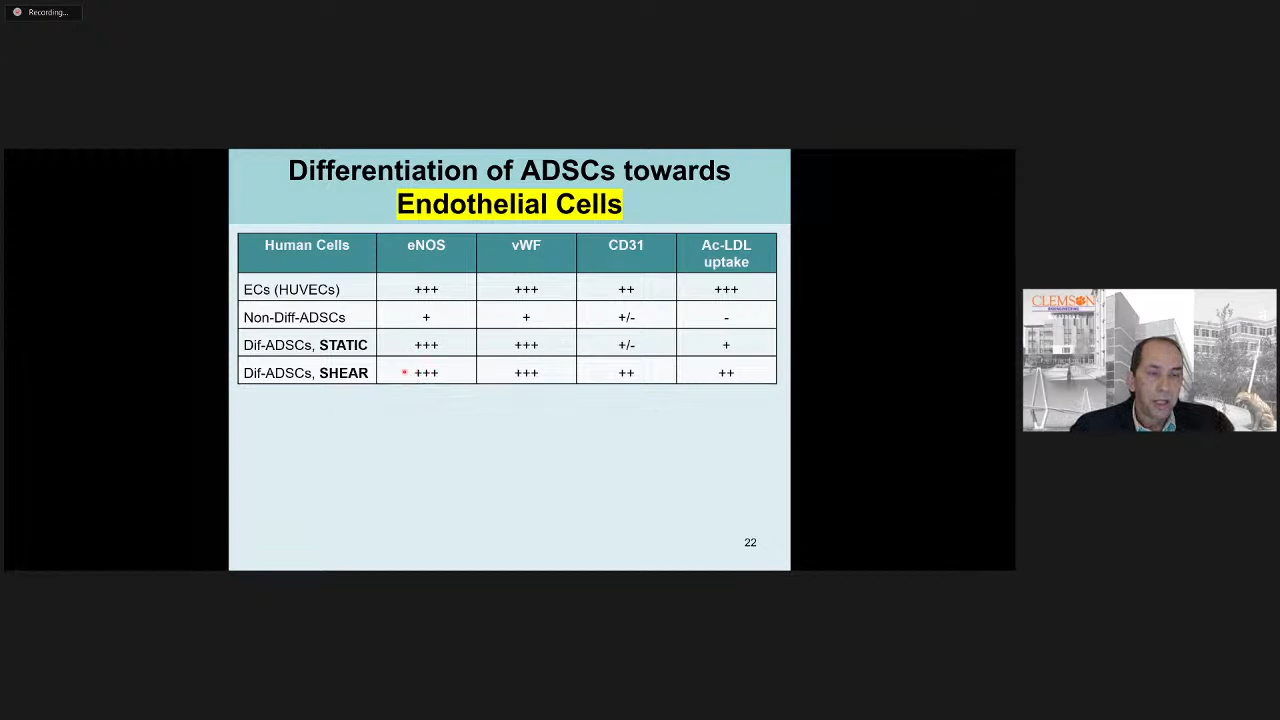 Recording...
Differentiation of ADSCs towards
Endothelial Cells
Human Cells eNOS vWF CD31 Ac-LDL uptake
ECs (HUVECs) +++ +++ ++ +++
Non-Diff-ADSCs + + +/- -
Dif-ADSCs, STATIC +++ +++ +/- +
Dif-ADSCs, SHEAR +++ +++ ++ ++
22
CLEMSON